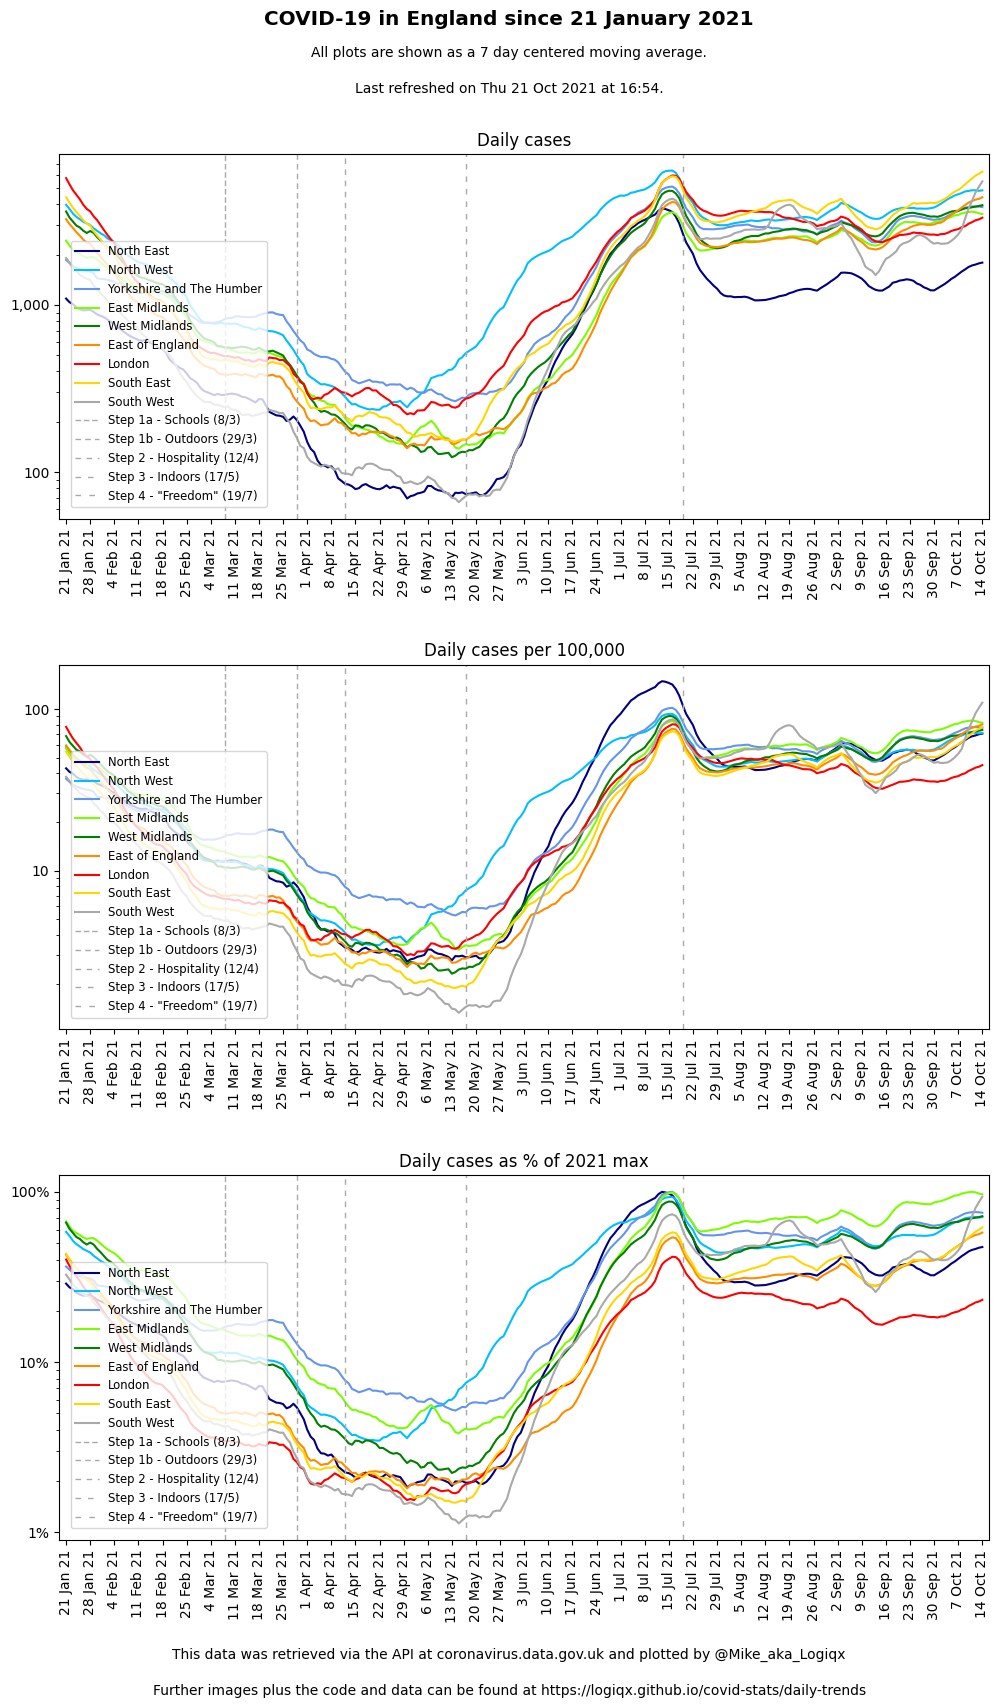 COVID-19 in England since 21 January 2021
All plots are shown as a 7 day centered moving average.
Last refreshed on Thu 21 Oct 2021 at 16:54.
Daily cases
1,000
100
North East
North West
Yorkshire and The Humber
East Midlands
West Midlands
East of England
London
South East
South West
Step 1a - Schools (8/3)
Step 1b - Outdoors (29/3)
Step 2 - Hospitality (12/4)
Step 3 - Indoors (17/5)
Step 4 - "Freedom" (19/7)
21 Jan 21
28 Jan 21
4 Feb 21
11 Feb 21
18 Feb 21
25 Feb 21
4 Mar 21
11 Mar 21
18 Mar 21
25 Mar 21
1 Apr 21
8 Apr 21
15 Apr 21
22 Apr 21
29 Apr 21
6 May 21
13 May 21
20 May 21
27 May 21
3 Jun 21
10 Jun 21
17 Jun 21
24 Jun 21
1 Jul 21
8 Jul 21
15 Jul 21
22 Jul 21
29 Jul 21
5 Aug 21
12 Aug 21
19 Aug 21
26 Aug 21
2 Sep 21
9 Sep 21
16 Sep 21
23 Sep 21
30 Sep 21
7 Oct 21
14 Oct 21
Daily cases per 100,000
100
10
North East
North West
Yorkshire and The Humber
East Midlands
West Midlands
East of England
London
South East
South West
Step 1a - Schools (8/3)
Step 1b - Outdoors (29/3)
Step 2 - Hospitality (12/4)
Step 3 - Indoors (17/5)
Step 4 - "Freedom" (19/7)
21 Jan 21
28 Jan 21
4 Feb 21
11 Feb 21
18 Feb 21
25 Feb 21
4 Mar 21
11 Mar 21
18 Mar 21
25 Mar 21
1 Apr 21
8 Apr 21
15 Apr 21
22 Apr 21
29 Apr 21
6 May 21
13 May 21
20 May 21
27 May 21
3 Jun 21
10 Jun 21
17 Jun 21
24 Jun 21
1 Jul 21
8 Jul 21
15 Jul 21
22 Jul 21
29 Jul 21
5 Aug 21
12 Aug 21
19 Aug 21
26 Aug 21
2 Sep 21
9 Sep 21
16 Sep 21
23 Sep 21
30 Sep 21
7 Oct 21
14 Oct 21
Daily cases as % of 2021 max
100%
10%
1%
North East
North West
Yorkshire and The Humber
East Midlands
West Midlands
East of England
London
South East
South West
Step 1a - Schools (8/3)
Step 1b - Outdoors (29/3)
Step 2 - Hospitality (12/4)
Step 3 - Indoors (17/5)
Step 4 - "Freedom" (19/7)
21 Jan 21
28 Jan 21
4 Feb 21
11 Feb 21
18 Feb 21
25 Feb 21
4 Mar 21
11 Mar 21
18 Mar 21
25 Mar 21
1 Apr 21
8 Apr 21
15 Apr 21
22 Apr 21
29 Apr 21
6 May 21
13 May 21
20 May 21
27 May 21
3 Jun 21
10 Jun 21
17 Jun 21
24 Jun 21
1 Jul 21
8 Jul 21
15 Jul 21
22 Jul 21
29 Jul 21
5 Aug 21
12 Aug 21
19 Aug 21
26 Aug 21
2 Sep 21
9 Sep 21
16 Sep 21
23 Sep 21
30 Sep 21
7 Oct 21
14 Oct 21
This data was retrieved via the API at coronavirus.data.gov.uk and plotted by @Mike_aka_Logiqx
Further images plus the code and data can be found at https://logiqx.github.io/covid-stats/daily-trends